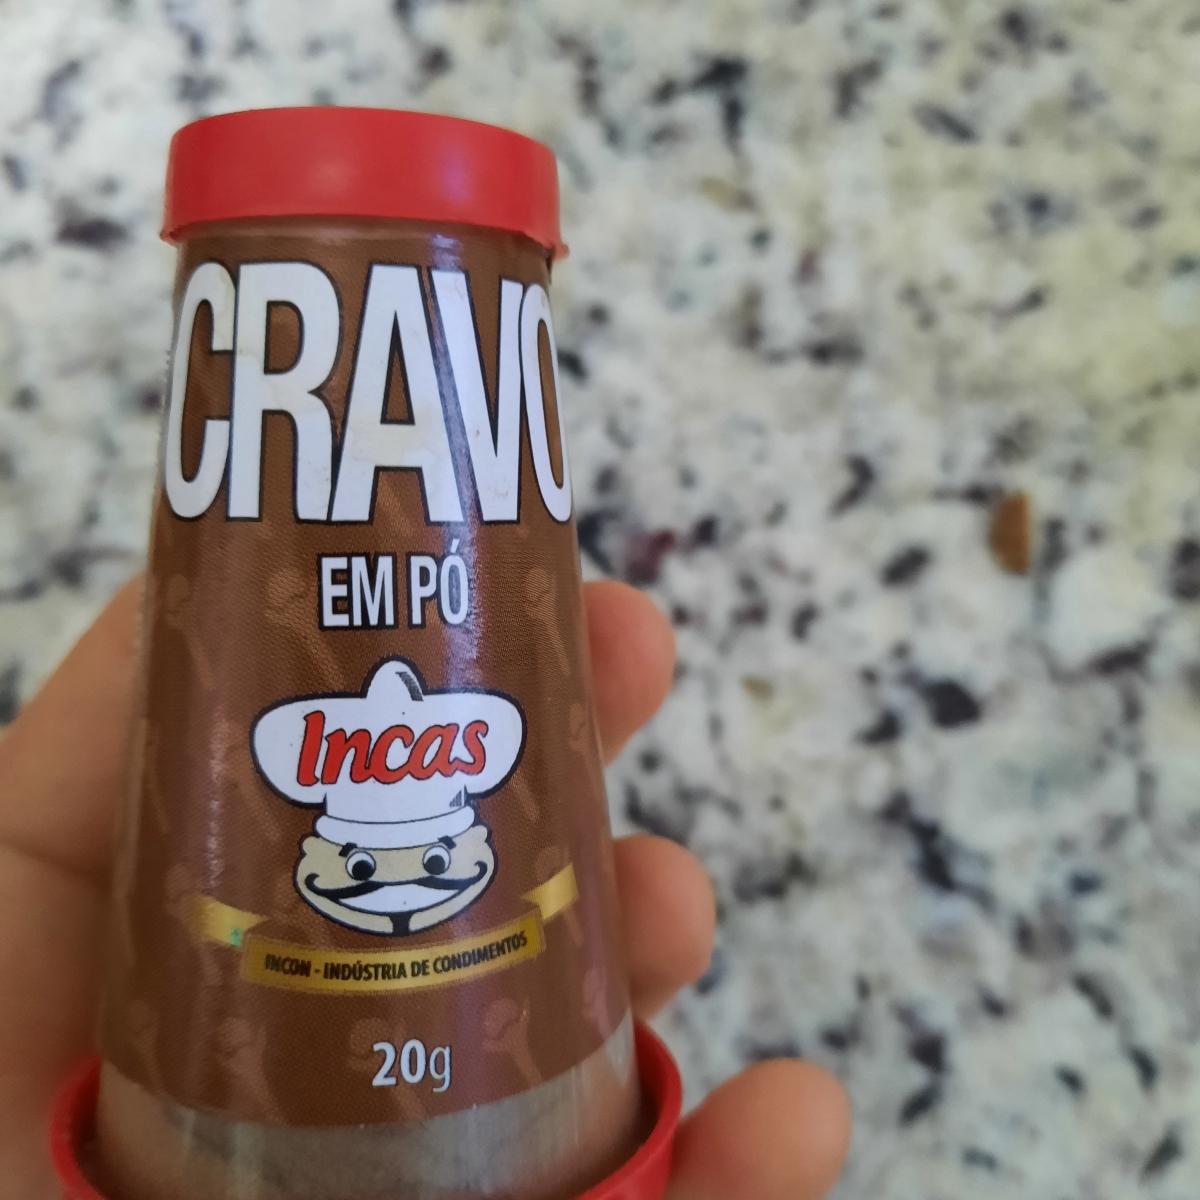 CRAVO
EM PÓ
Incas
INCON - INDÚSTRIA DE CONDIMENTOS
20g